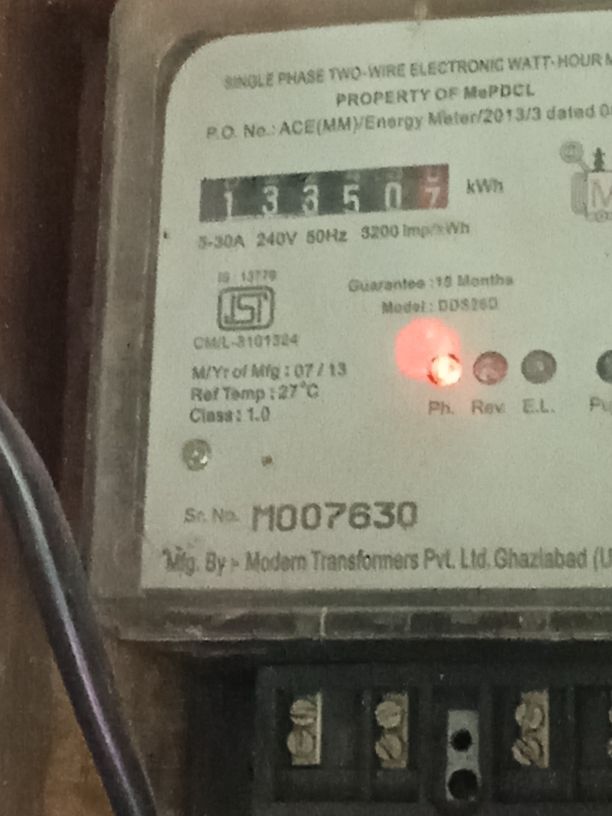 SINGLE PHASE TWO-WIRE ELECTRONIC WATT-HOUR
PROPERTY OF MePDCL
P.O. No.: ACE(MM)/Energy Meter/2013/3 dated
133507 kWh
5-30A 240V 50Hz 3200 Imp/kWh
IS : 13779
Guarantee :18 Months
Model : DDS26D
CM/L-8101324
M/Yr of Mfg : 07 / 13
Ref Temp : 27°C
Class : 1.0
Ph. Rev. E.L.
Sr. No. M007630
Mfg. By :- Modern Transformers Pvt. Ltd. Ghaziabad